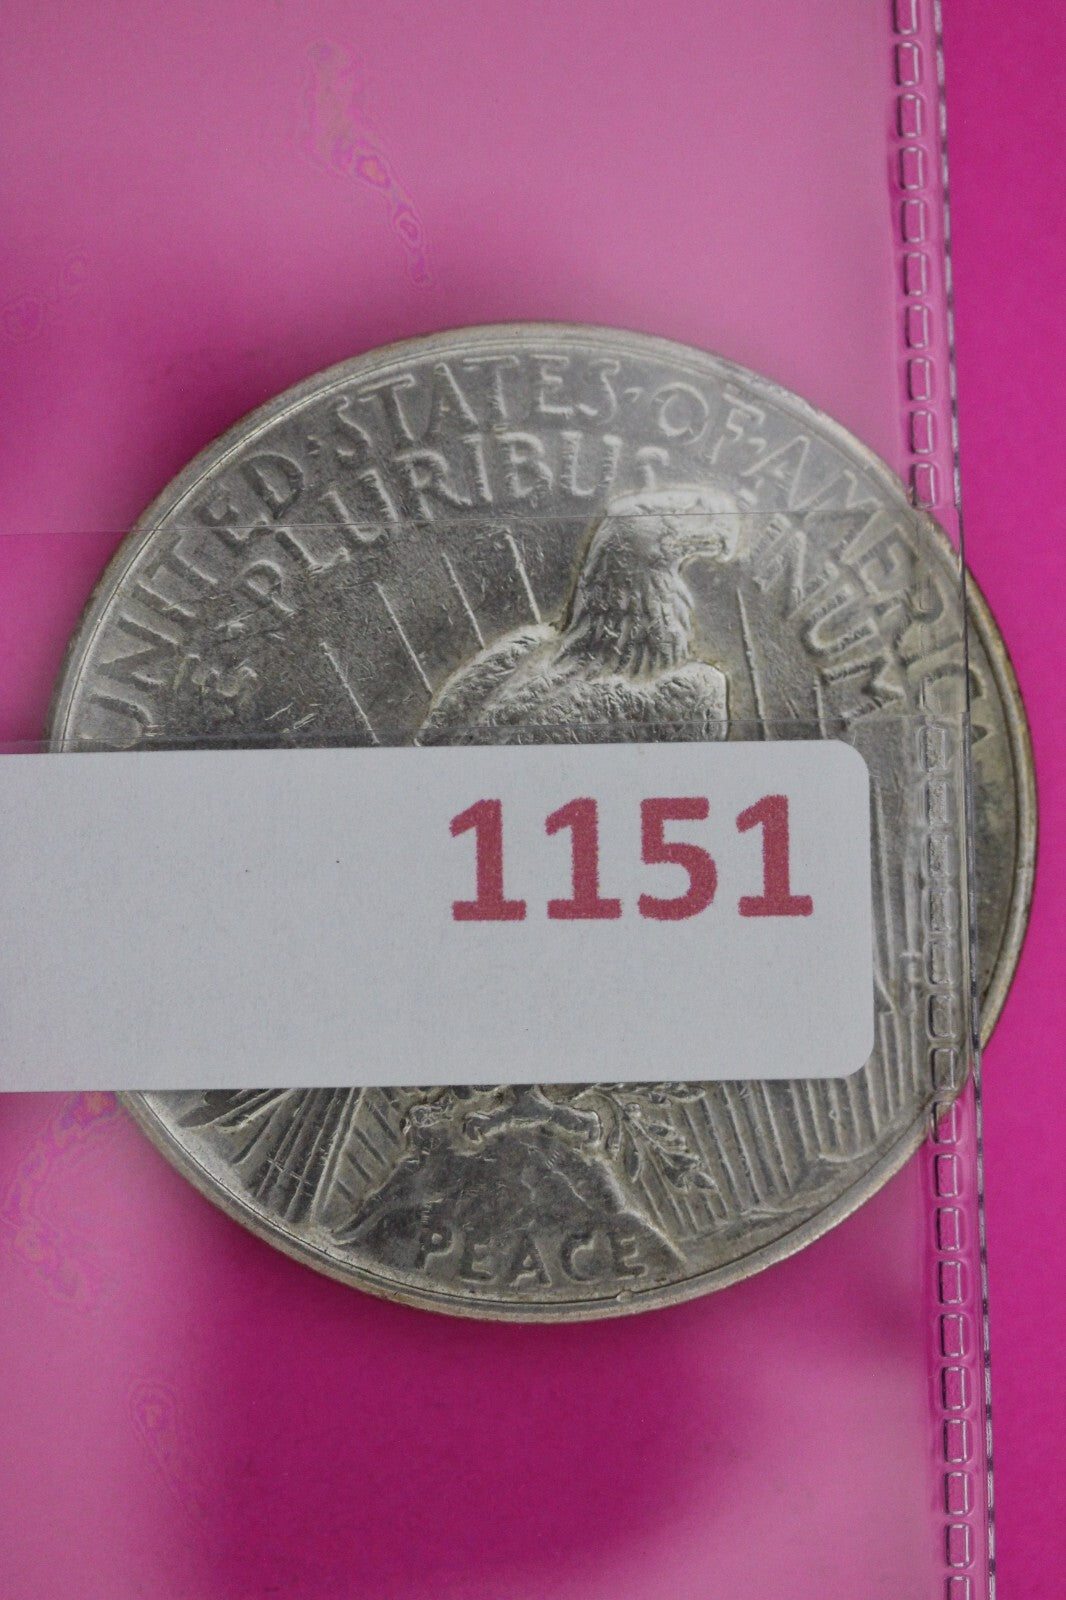 UNITED·STATES·OF·AMERICA
E PLURIBUS UNUM
1151
PEACE